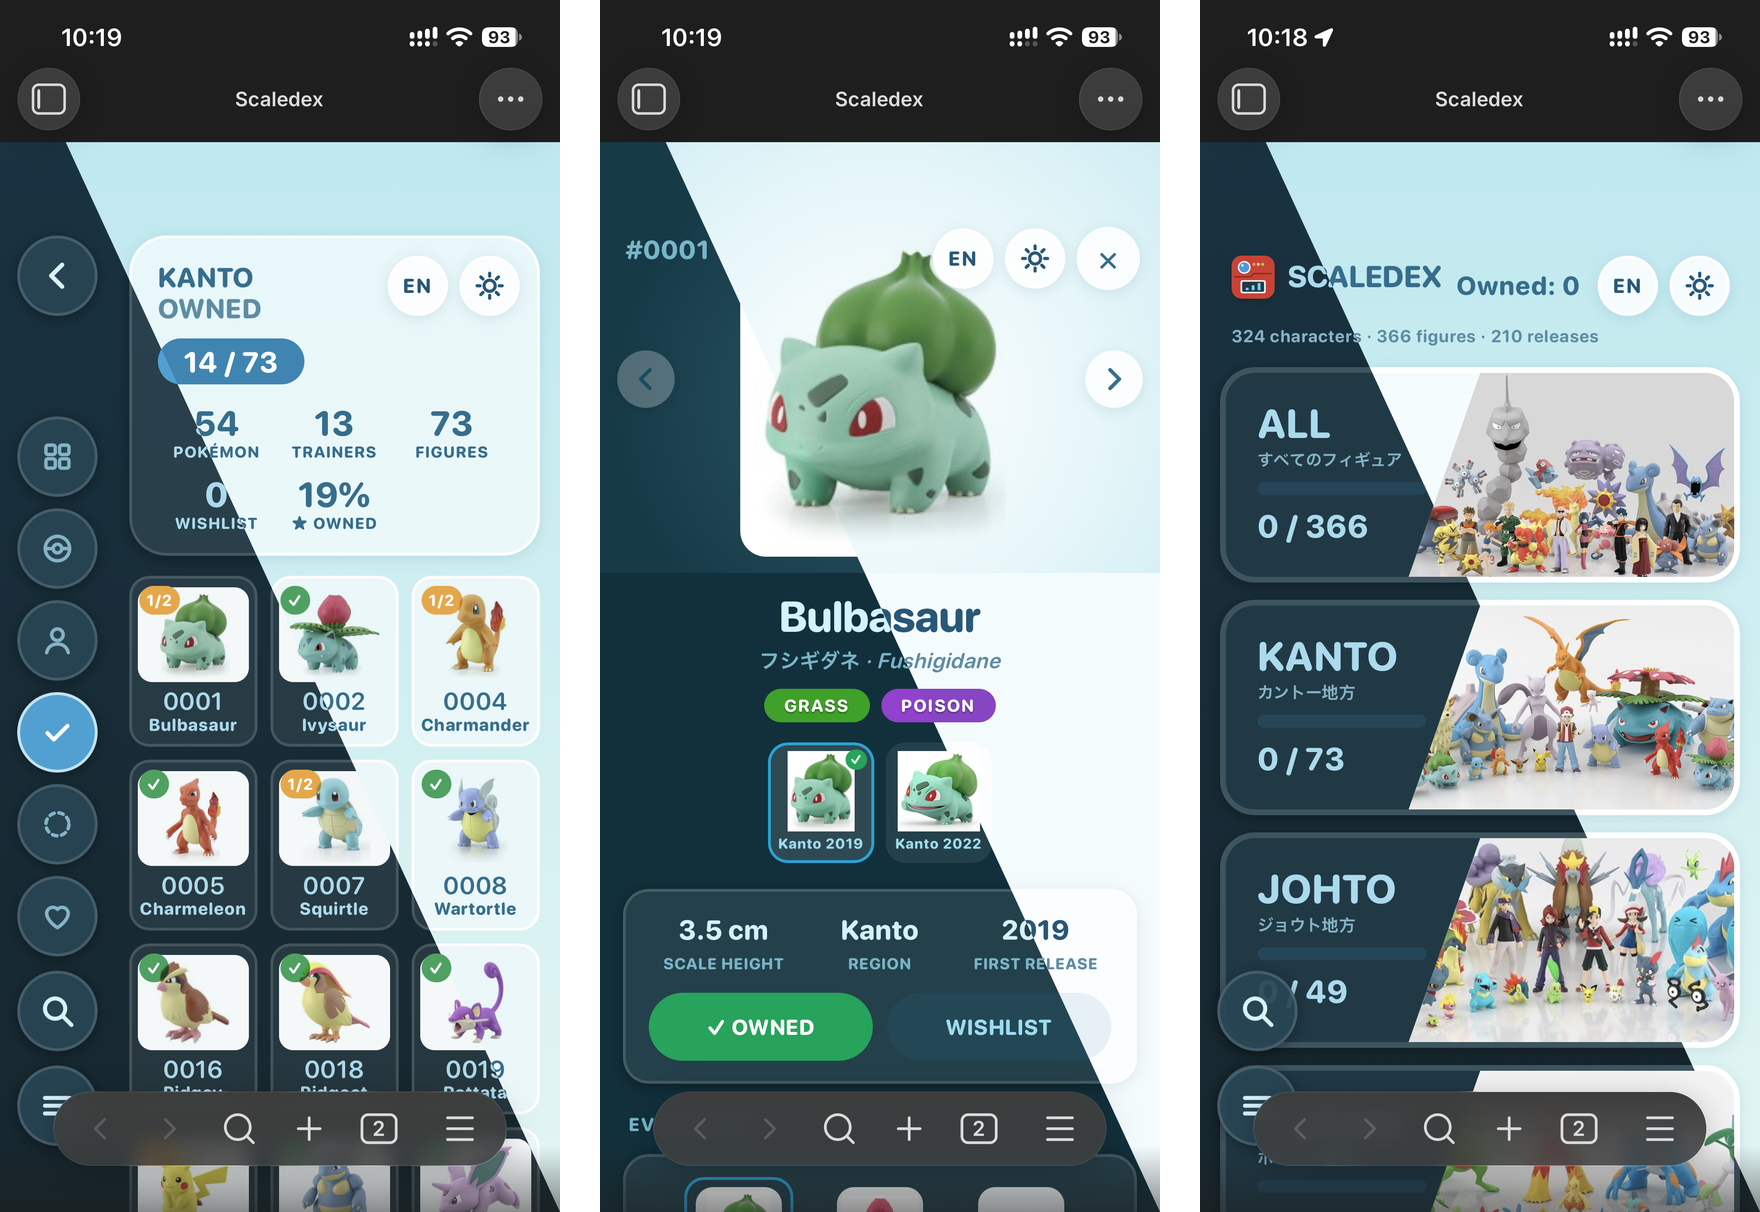 10:19
93
Scaledex
KANTO
OWNED
EN
14 / 73
54
POKÉMON
13
TRAINERS
73
FIGURES
0
WISHLIST
19%
★ OWNED
1/2
0001
Bulbasaur
0002
Ivysaur
1/2
0004
Charmander
0005
Charmeleon
1/2
0007
Squirtle
0008
Wartortle
0016
0018
0019
Rattata
2
10:19
93
Scaledex
#0001
EN
Bulbasaur
フシギダネ · Fushigidane
GRASS
POISON
Kanto 2019
Kanto 2022
3.5 cm
SCALE HEIGHT
Kanto
REGION
2019
FIRST RELEASE
✓ OWNED
WISHLIST
EV
2
10:18
93
Scaledex
SCALEDEX
Owned: 0
EN
324 characters · 366 figures · 210 releases
ALL
すべてのフィギュア
0 / 366
KANTO
カントー地方
0 / 73
JOHTO
ジョウト地方
0 / 49
2